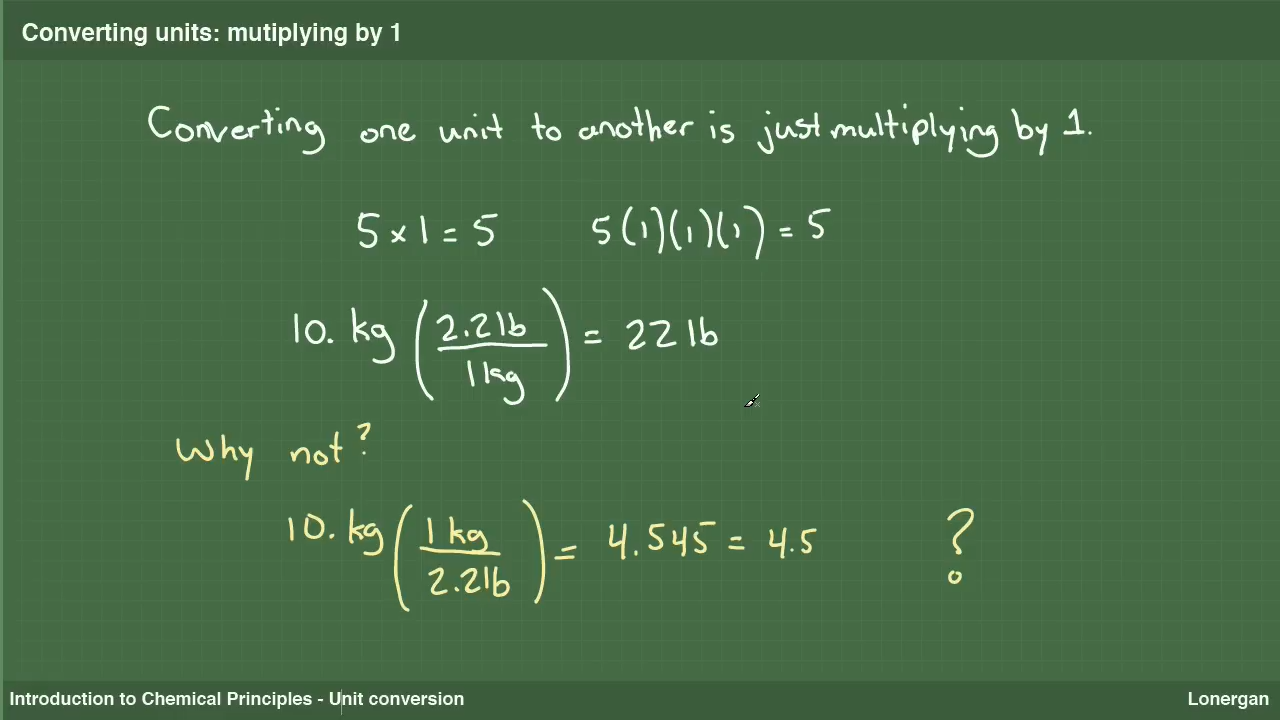 Converting units: mutiplying by 1
Converting one unit to another is just multiplying by 1.
5 × 1 = 5 5 (1)(1)(1) = 5
10. kg (2.2 lb / 1 kg) = 22 lb
Why not?
10. kg (1 kg / 2.2 lb) = 4.545 = 4.5 ?
Introduction to Chemical Principles - Unit conversion
Lonergan